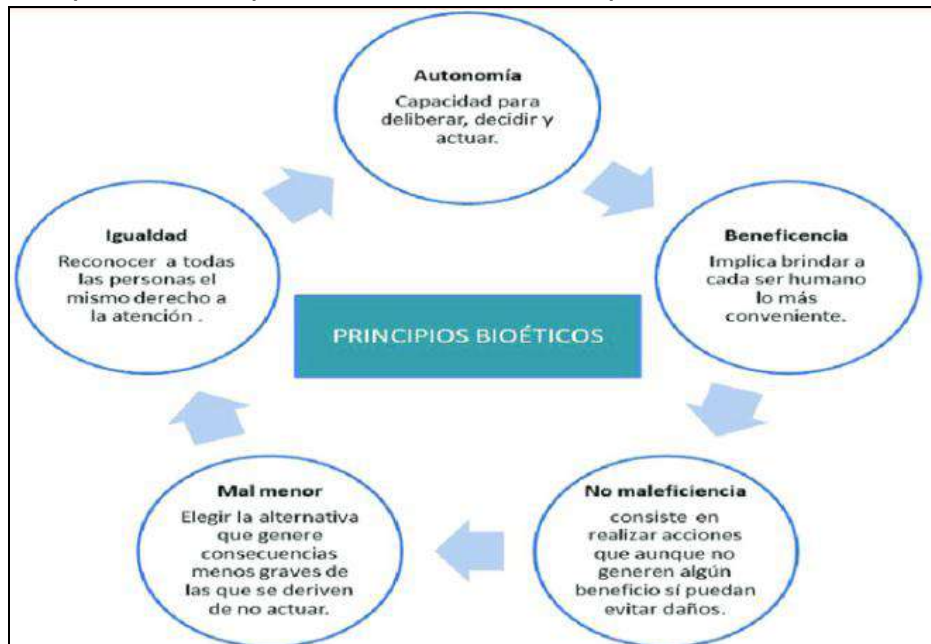 Autonomía
Capacidad para
deliberar, decidir y
actuar.
Igualdad
Reconocer a todas
las personas el
mismo derecho a
la atención .
Beneficencia
Implica brindar a
cada ser humano
lo más
conveniente.
PRINCIPIOS BIOÉTICOS
Mal menor
Elegir la alternativa
que genere
consecuencias
menos graves de
las que se deriven
de no actuar.
No maleficiencia
consiste en
realizar acciones
que aunque no
generen algún
beneficio sí puedan
evitar daños.